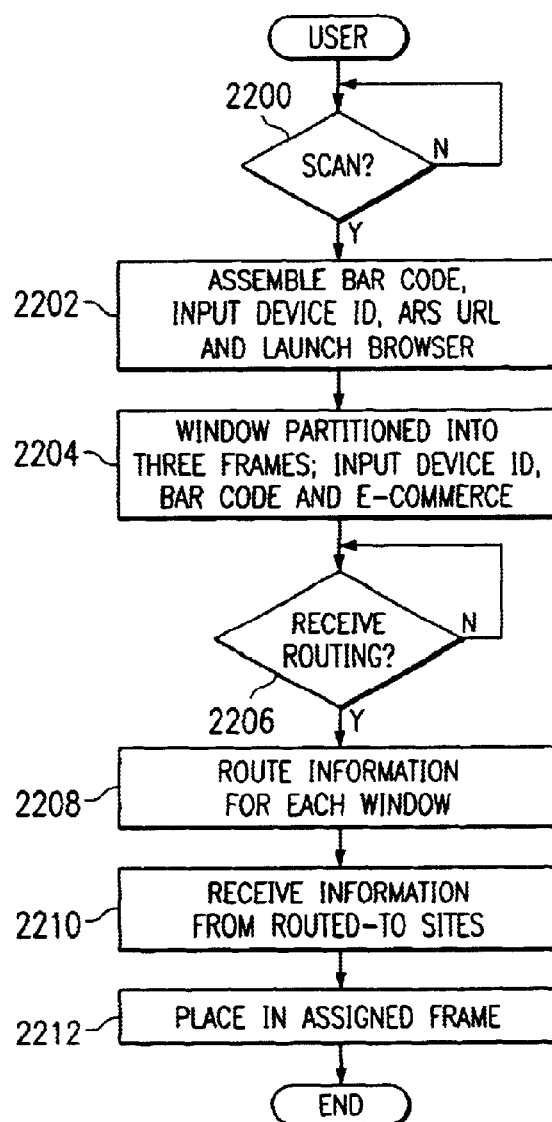 USER
2200
SCAN?
N
Y
2202
ASSEMBLE BAR CODE,
INPUT DEVICE ID, ARS URL
AND LAUNCH BROWSER
2204
WINDOW PARTITIONED INTO
THREE FRAMES; INPUT DEVICE ID,
BAR CODE AND E-COMMERCE
RECEIVE
ROUTING?
N
2206
Y
2208
ROUTE INFORMATION
FOR EACH WINDOW
2210
RECEIVE INFORMATION
FROM ROUTED-TO SITES
2212
PLACE IN ASSIGNED FRAME
END